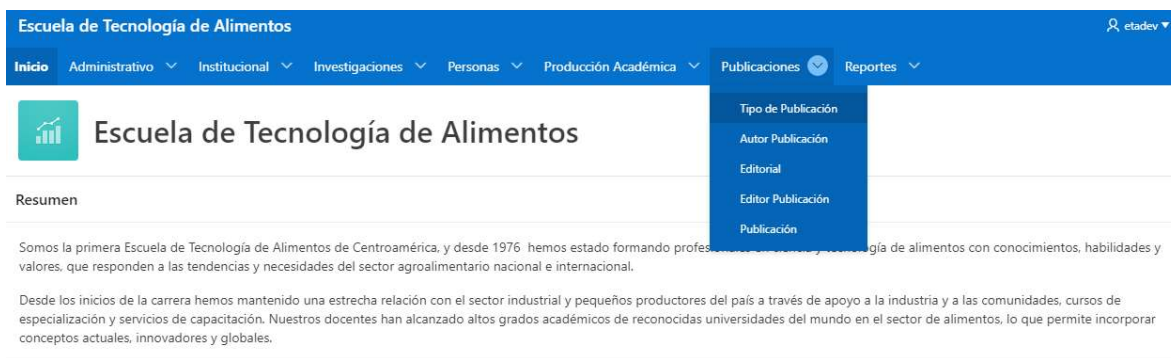 Escuela de Tecnología de Alimentos
etadev
Inicio Administrativo Institucional Investigaciones Personas Producción Académica Publicaciones Reportes
Tipo de Publicación
Autor Publicación
Editorial
Editor Publicación
Publicación
Escuela de Tecnología de Alimentos
Resumen
Somos la primera Escuela de Tecnología de Alimentos de Centroamérica, y desde 1976 hemos estado formando tecnología de alimentos con conocimientos, habilidades y
valores, que responden a las tendencias y necesidades del sector agroalimentario nacional e internacional.
Desde los inicios de la carrera hemos mantenido una estrecha relación con el sector industrial y pequeños productores del país a través de apoyo a la industria y a las comunidades, cursos de
especialización y servicios de capacitación. Nuestros docentes han alcanzado altos grados académicos de reconocidas universidades del mundo en el sector de alimentos, lo que permite incorporar
conceptos actuales, innovadores y globales.